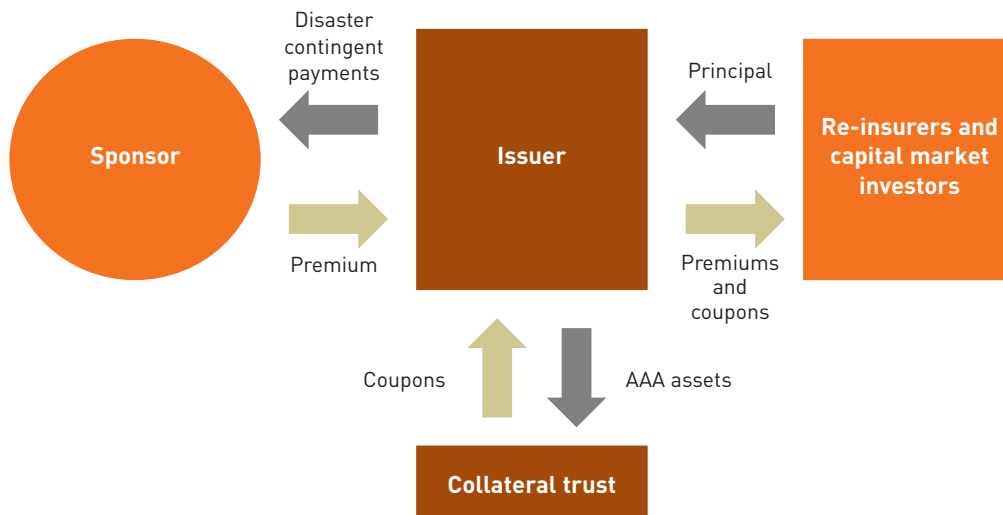 Disaster
contingent
payments
Principal
Sponsor
Issuer
Re-insurers and
capital market
investors
Premium
Premiums
and
coupons
Coupons
AAA assets
Collateral trust